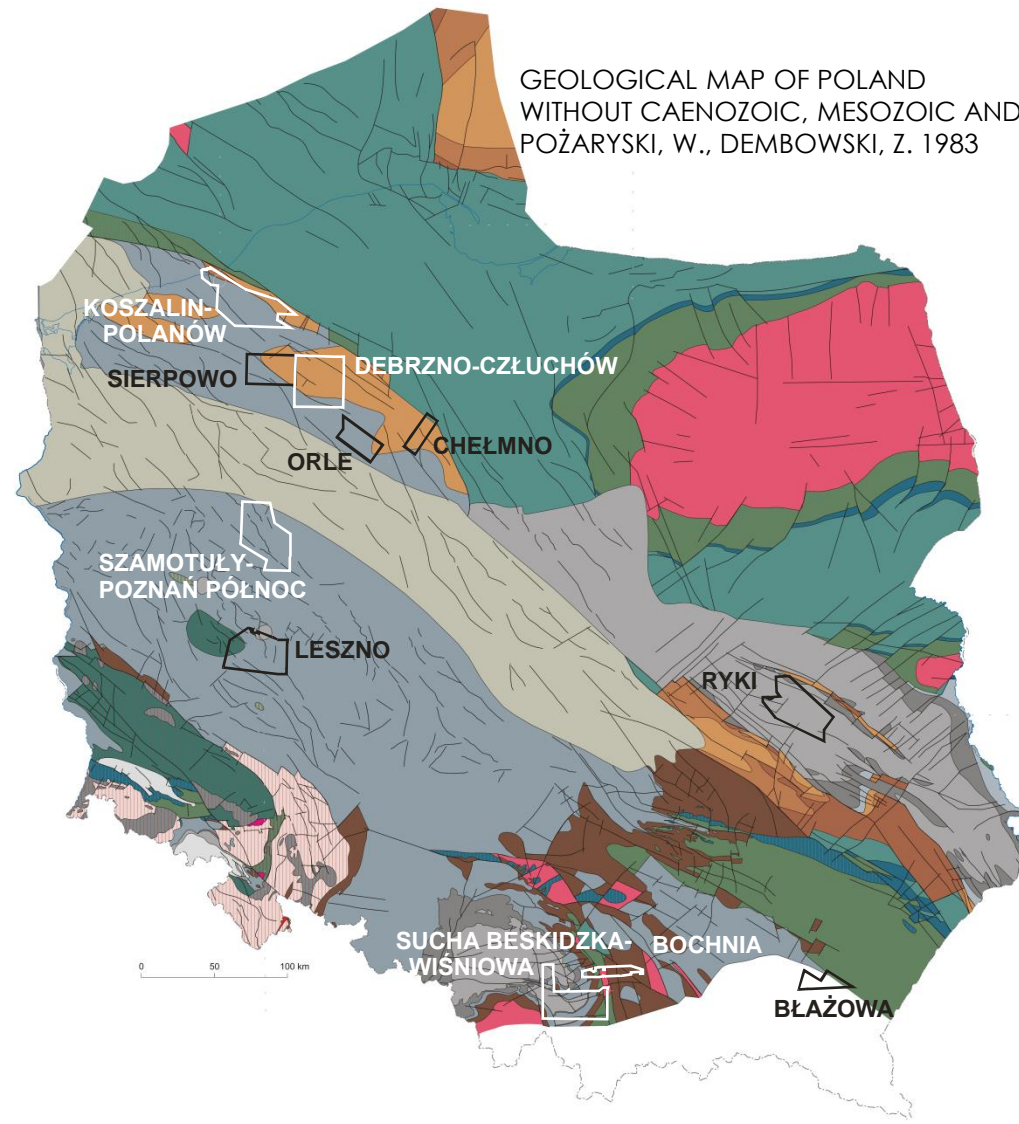 GEOLOGICAL MAP OF POLAND
WITHOUT CAENOZOIC, MESOZOIC AND
POŻARYSKI, W., DEMBOWSKI, Z. 1983
KOSZALIN-
POLANÓW
SIERPOWO
DEBRZNO-CZŁUCHÓW
ORLE
CHEŁMNO
SZAMOTUŁY-
POZNAŃ PÓŁNOC
LESZNO
RYKI
SUCHA BESKIDZKA-
WIŚNIOWA
BOCHNIA
BŁAŻOWA
0 50 100 km